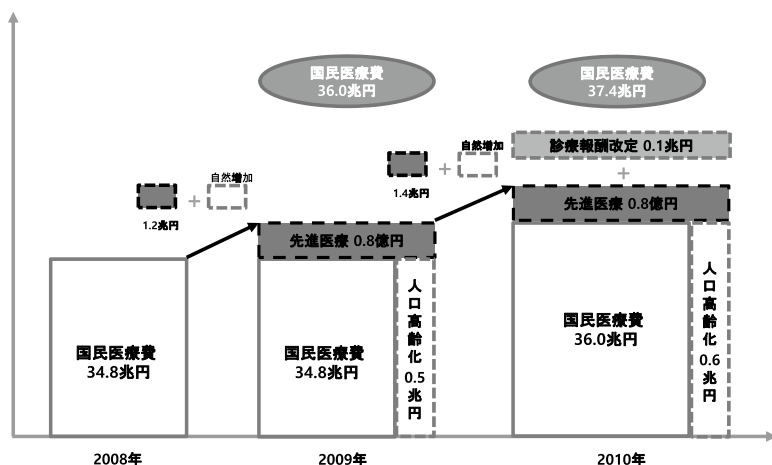 国民医療費
36.0兆円
国民医療費
37.4兆円
診療報酬改定 0.1兆円
+
自然増加
+
1.4兆円
自然増加
+
1.2兆円
先進医療 0.8億円
先進医療 0.8億円
国民医療費
34.8兆円
国民医療費
34.8兆円
人口高齢化 0.5兆円
国民医療費
36.0兆円
人口高齢化 0.6兆円
2008年
2009年
2010年